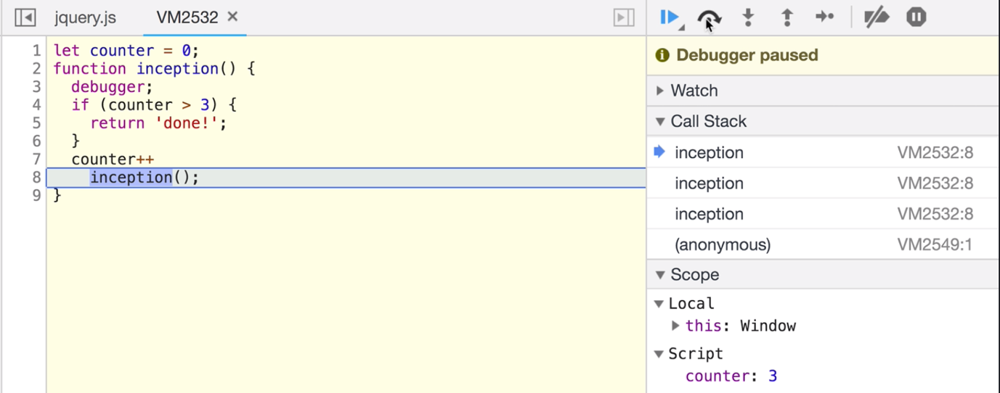 jquery.js VM2532 ×
1 let counter = 0;
2 function inception() {
3 debugger;
4 if (counter > 3) {
5 return 'done!';
6 }
7 counter++
8 inception();
9 }
Debugger paused
Watch
Call Stack
inception VM2532:8
inception VM2532:8
inception VM2532:8
(anonymous) VM2549:1
Scope
Local
this: Window
Script
counter: 3